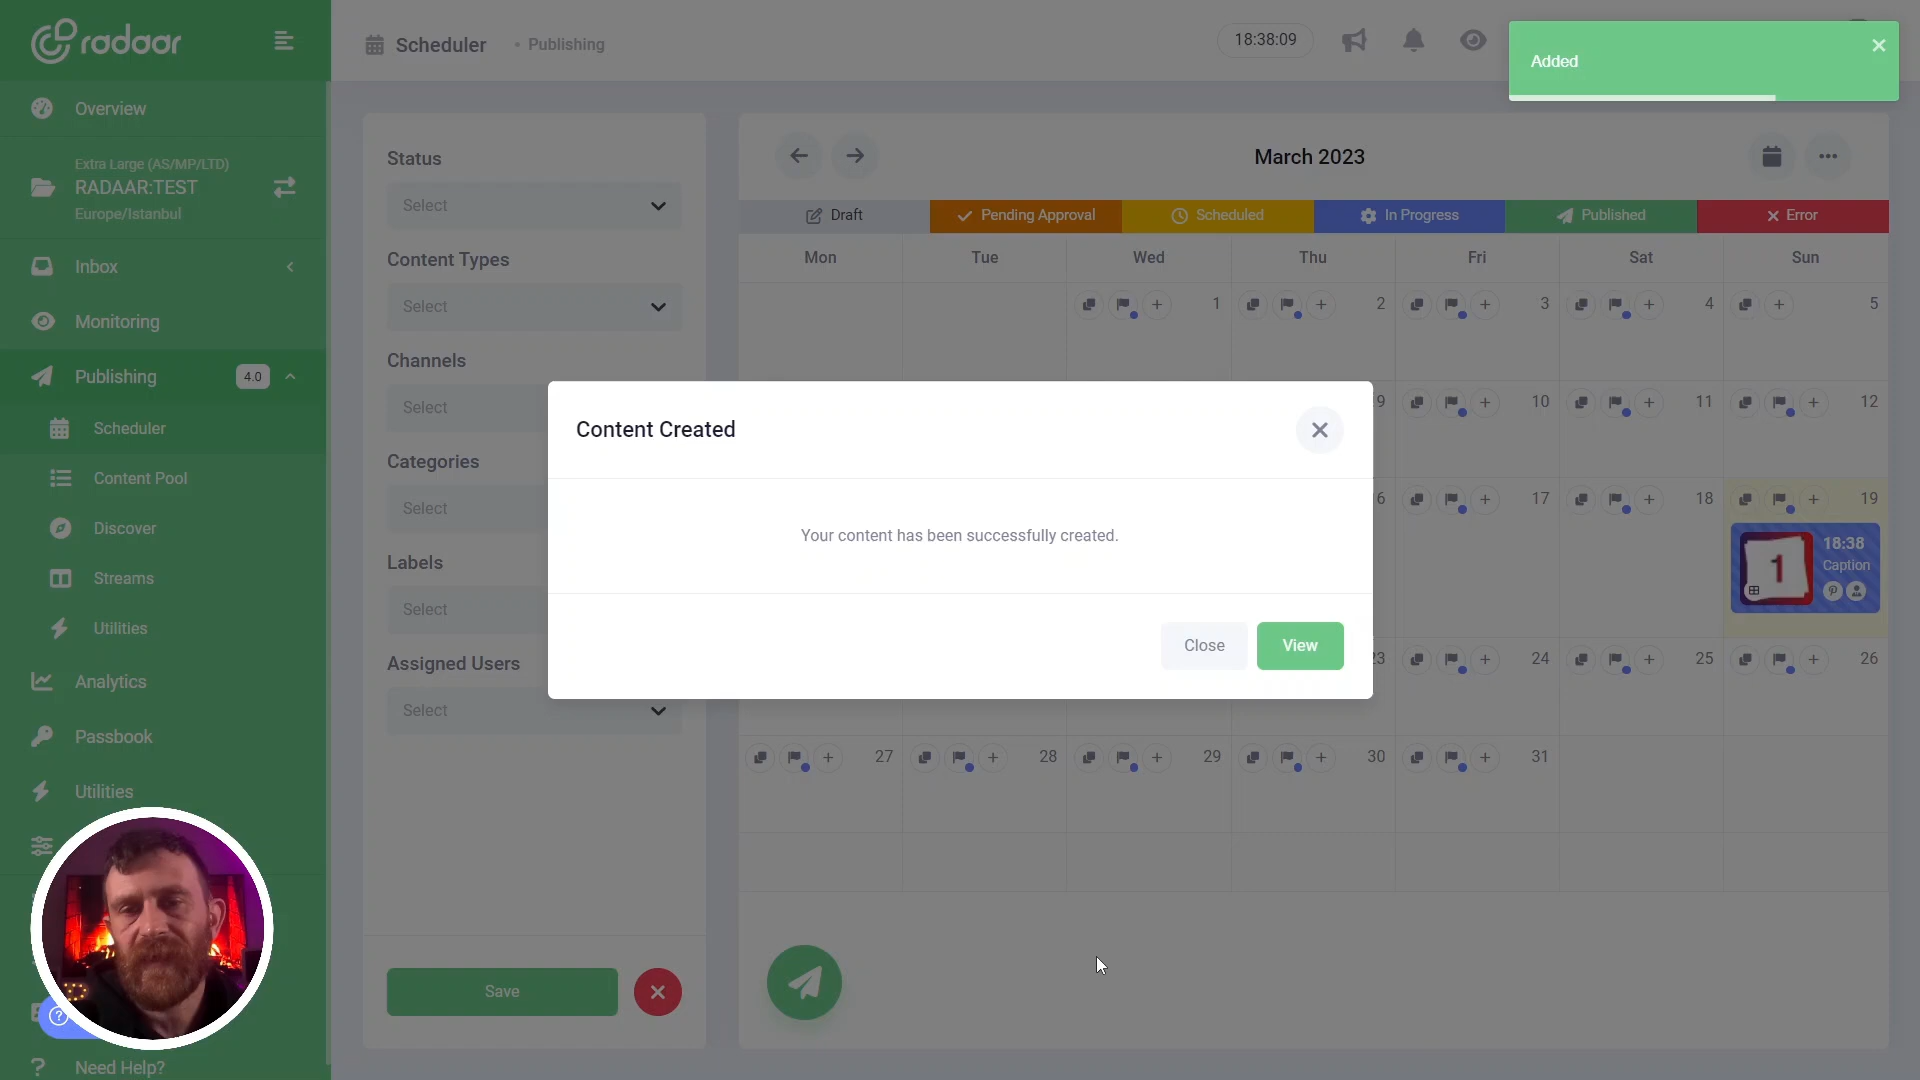 radaar
Scheduler
• Publishing
18:38:09
Added
Overview
Extra Large (AS/MP/LTD)
RADAAR:TEST
Europe/Istanbul
Inbox
Monitoring
Publishing
4.0
Scheduler
Content Pool
Discover
Streams
Utilities
Analytics
Passbook
Utilities
Need Help?
Status
Select
Content Types
Select
Channels
Select
Categories
Select
Labels
Select
Assigned Users
Select
Save
March 2023
Draft
Pending Approval
Scheduled
In Progress
Published
Error
Mon Tue Wed Thu Fri Sat Sun
1 2 3 4 5
9 10 11 12
6 17 18 19
1
18:38
Caption
23 24 25 26
27 28 29 30 31
Content Created
Your content has been successfully created.
Close
View